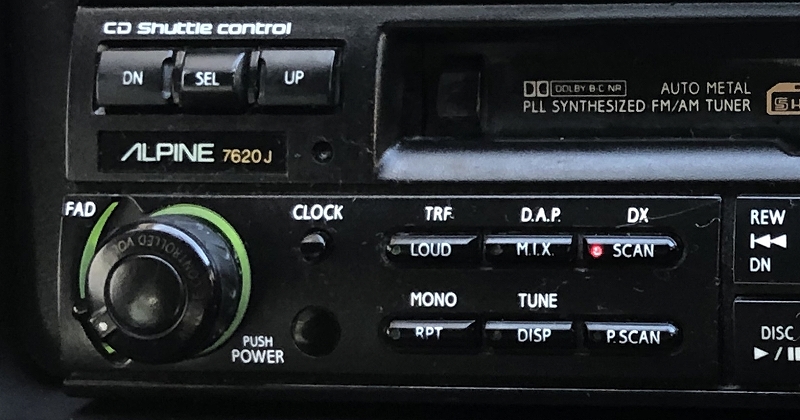 CD Shuttle control
DN SEL UP
DOLBY B·C NR AUTO METAL
PLL SYNTHESIZED FM/AM TUNER
ALPINE 7620J
FAD
CLOCK
TRF. D.A.P. DX
LOUD M.I.X. SCAN
MONO TUNE
RPT DISP P.SCAN
PUSH
POWER
REW
DN
DISC